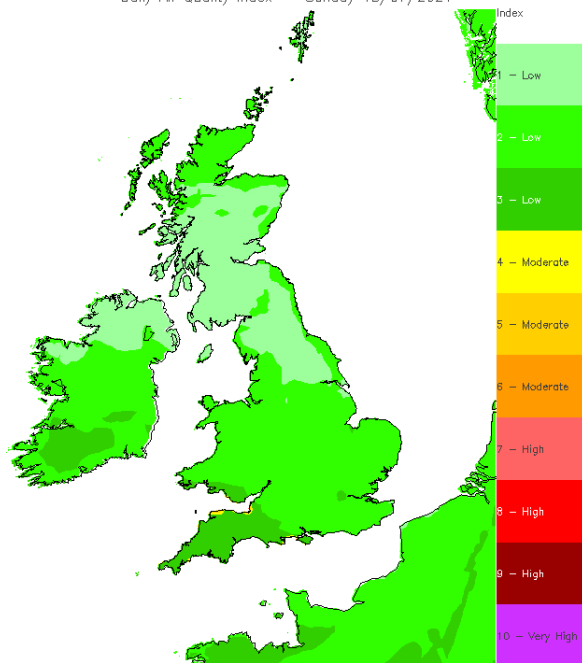 Index
1 - Low
2 - Low
3 - Low
4 - Moderate
5 - Moderate
6 - Moderate
7 - High
8 - High
9 - High
10 - Very High